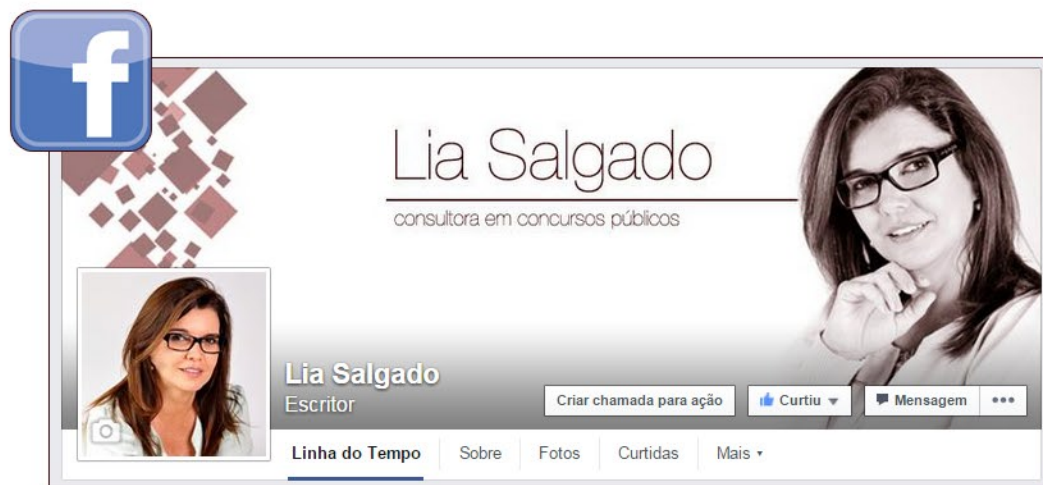 f
Lia Salgado
consultora em concursos públicos
Lia Salgado
Escritor
Criar chamada para ação
Curtiu
Mensagem
Linha do Tempo
Sobre
Fotos
Curtidas
Mais